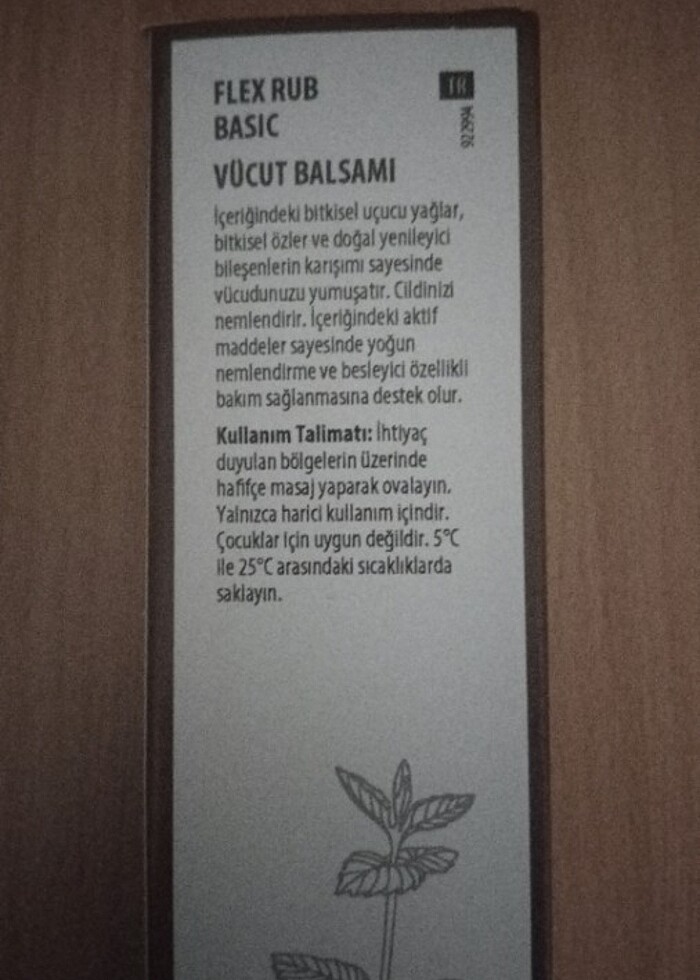 FLEX RUB
BASIC
TR
VÜCUT BALSAMI
İçeriğindeki bitkisel uçucu yağlar,
bitkisel özler ve doğal yenileyici
bileşenlerin karışımı sayesinde
vücudunuzu yumuşatır. Cildinizi
nemlendirir. İçeriğindeki aktif
maddeler sayesinde yoğun
nemlendirme ve besleyici özellikli
bakım sağlanmasına destek olur.
Kullanım Talimatı: İhtiyaç
duyulan bölgelerin üzerinde
hafifçe masaj yaparak ovalayın.
Yalnızca harici kullanım içindir.
Çocuklar için uygun değildir. 5°C
ile 25°C arasındaki sıcaklıklarda
saklayın.